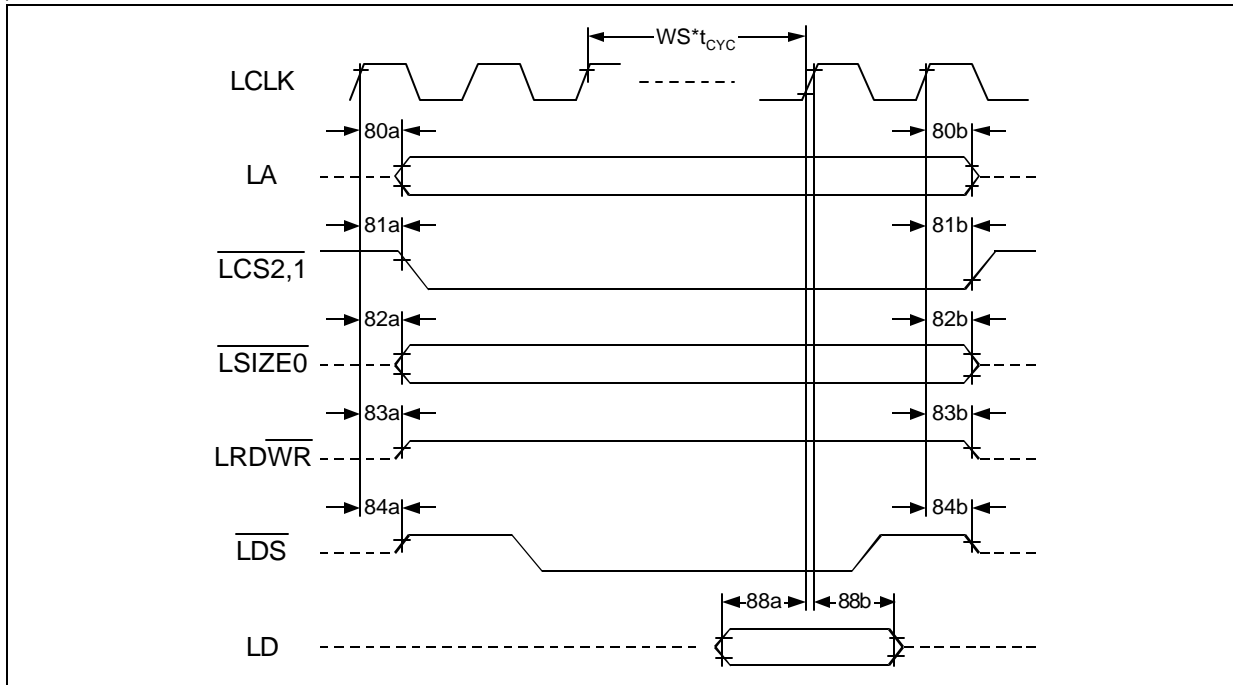 WS*tCYC
LCLK
80a 80b
LA
81a 81b
LCS2,1
82a 82b
LSIZE0
83a 83b
LRDWR
84a 84b
LDS
88a 88b
LD